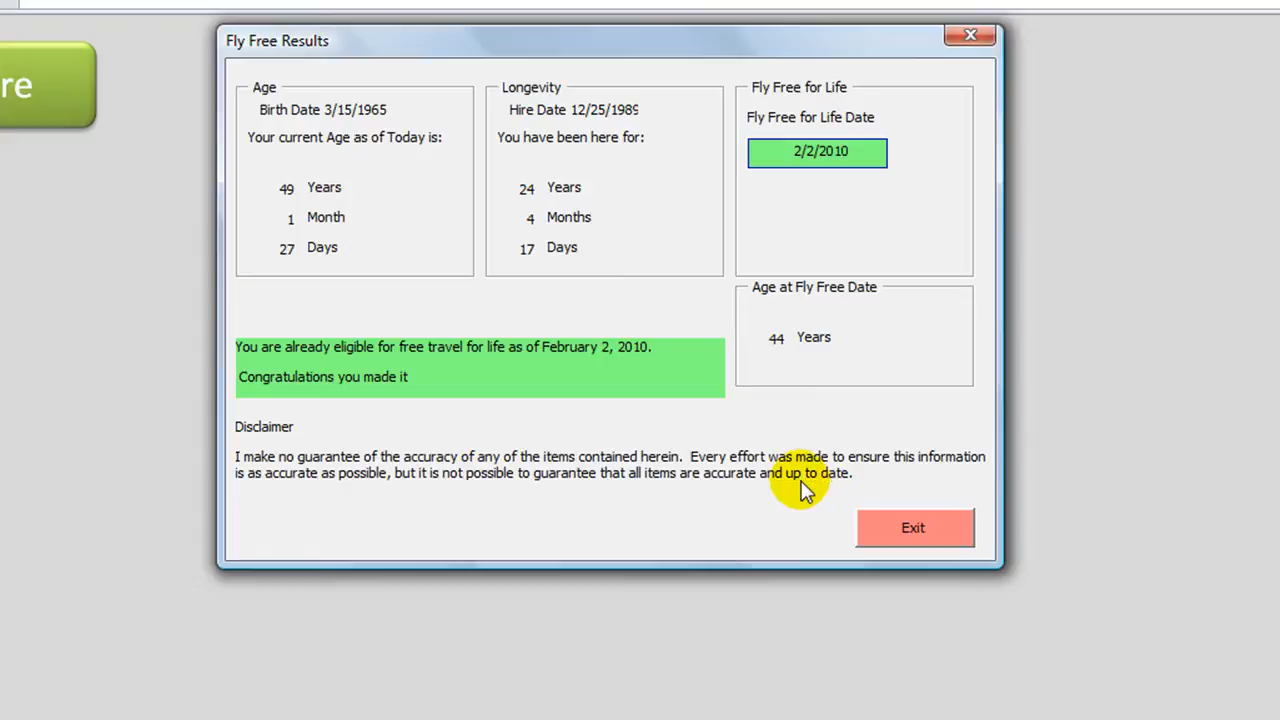 re
Fly Free Results
Age
Birth Date 3/15/1965
Your current Age as of Today is:
49 Years
1 Month
27 Days
Longevity
Hire Date 12/25/1989
You have been here for:
24 Years
4 Months
17 Days
Fly Free for Life
Fly Free for Life Date
2/2/2010
Age at Fly Free Date
44 Years
You are already eligible for free travel for life as of February 2, 2010.
Congratulations you made it
Disclaimer
I make no guarantee of the accuracy of any of the items contained herein. Every effort was made to ensure this information
is as accurate as possible, but it is not possible to guarantee that all items are accurate and up to date.
Exit